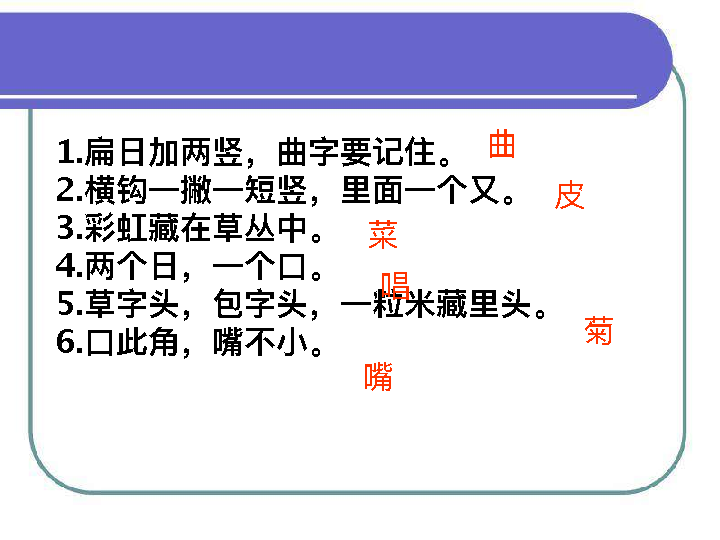 1.扁日加两竖，曲字要记住。 曲
2.横钩一撇一短竖，里面一个又。 皮
3.彩虹藏在草丛中。 菜
4.两个日，一个口。 唱
5.草字头，包字头，一粒米藏里头。 菊
6.口此角，嘴不小。
嘴